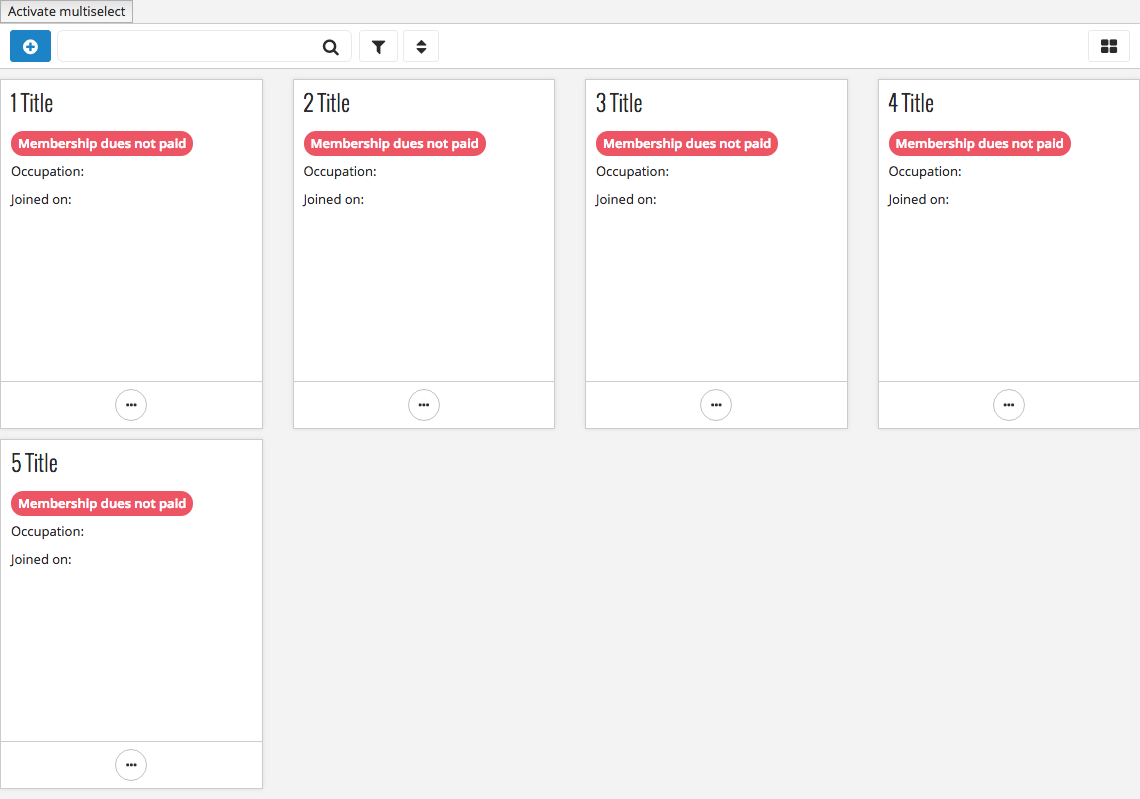 Activate multiselect
1 Title
Membership dues not paid
Occupation:
Joined on:
2 Title
Membership dues not paid
Occupation:
Joined on:
3 Title
Membership dues not paid
Occupation:
Joined on:
4 Title
Membership dues not paid
Occupation:
Joined on:
5 Title
Membership dues not paid
Occupation:
Joined on: